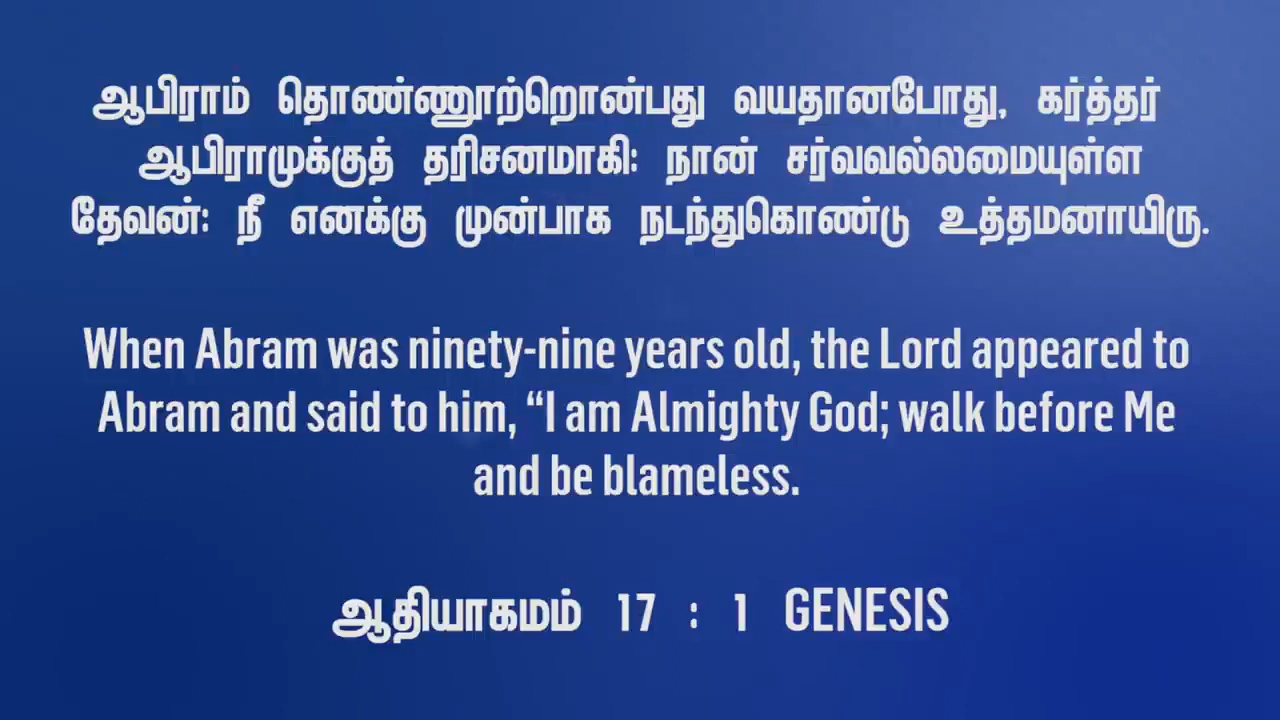 ஆபிராம் தொண்ணூற்றொன்பது வயதானபோது, கர்த்தர்
ஆபிராமுக்குத் தரிசனமாகி: நான் சர்வவல்லமையுள்ள
தேவன்: நீ எனக்கு முன்பாக நடந்துகொண்டு உத்தமனாயிரு.
When Abram was ninety-nine years old, the Lord appeared to
Abram and said to him, “I am Almighty God; walk before Me
and be blameless.
ஆதியாகமம் 17 : 1 GENESIS